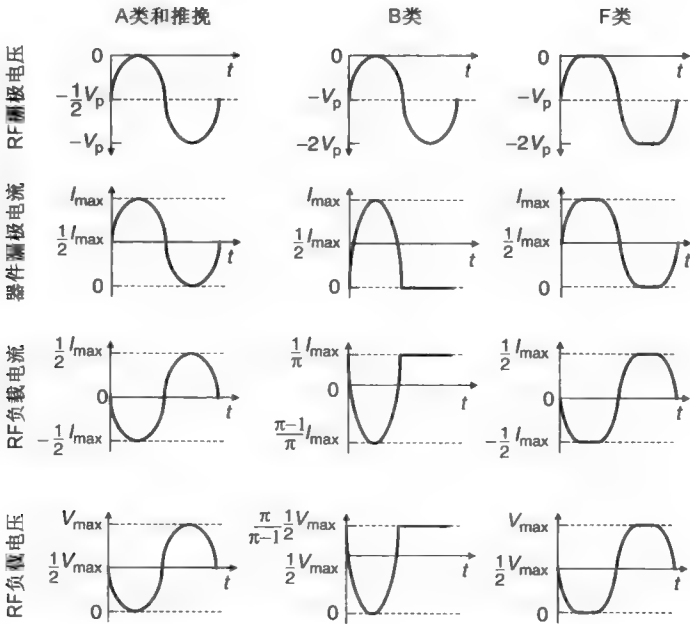 A类和推挽
B类
F类
RF栅极电压
0
-1/2 Vp
-Vp
t
0
-Vp
-2Vp
t
0
-Vp
-2Vp
t
器件漏极电流
Imax
1/2 Imax
0
t
Imax
1/2 Imax
0
t
Imax
1/2 Imax
0
t
RF负载电流
1/2 Imax
0
-1/2 Imax
t
1/π Imax
0
π-1/π Imax
t
1/2 Imax
0
-1/2 Imax
t
RF负载电压
Vmax
1/2 Vmax
0
t
π/π-1 1/2 Vmax
1/2 Vmax
0
t
Vmax
1/2 Vmax
0
t